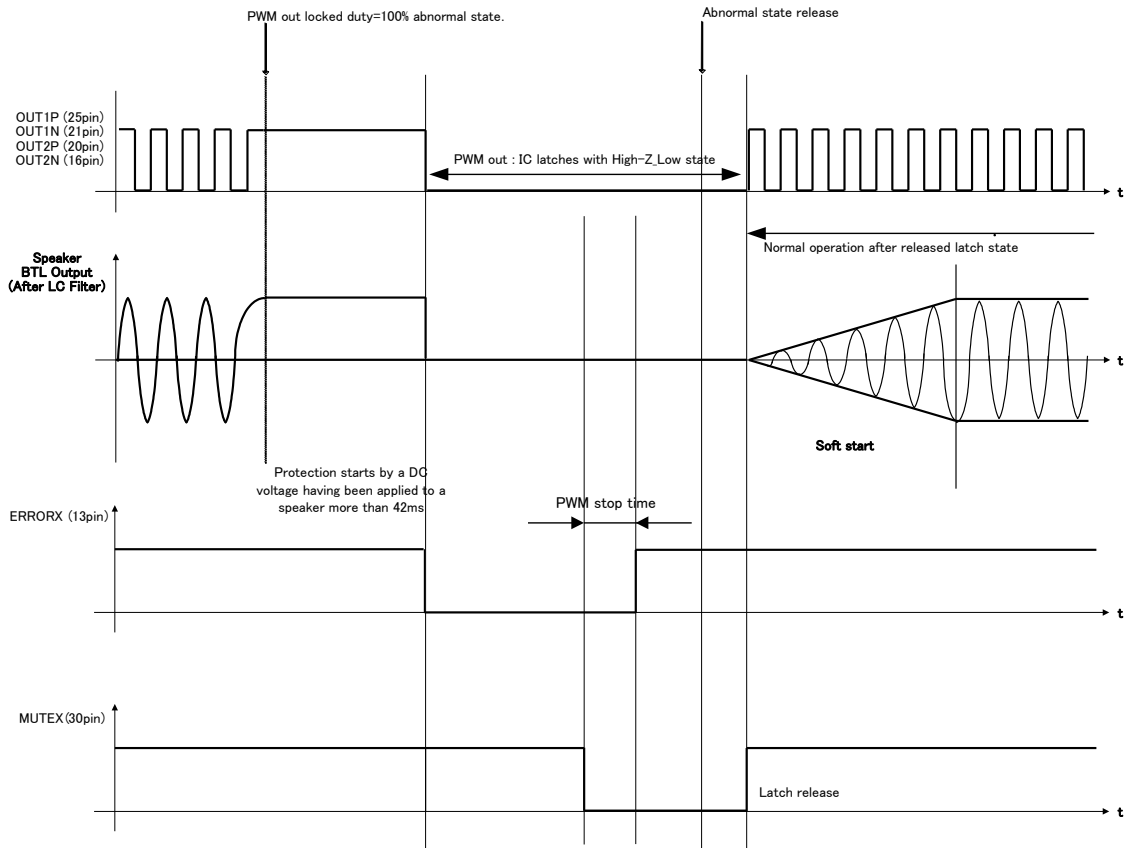 PWM out locked duty=100% abnormal state.
Abnormal state release
OUT1P (25pin)
OUT1N (21pin)
OUT2P (20pin)
OUT2N (16pin)
PWM out : IC latches with High-Z_Low state
t
Normal operation after released latch state
Speaker
BTL Output
(After LC Filter)
t
Soft start
Protection starts by a DC
voltage having been applied to a
speaker more than 42ms
PWM stop time
ERRORX (13pin)
t
MUTEX(30pin)
Latch release
t